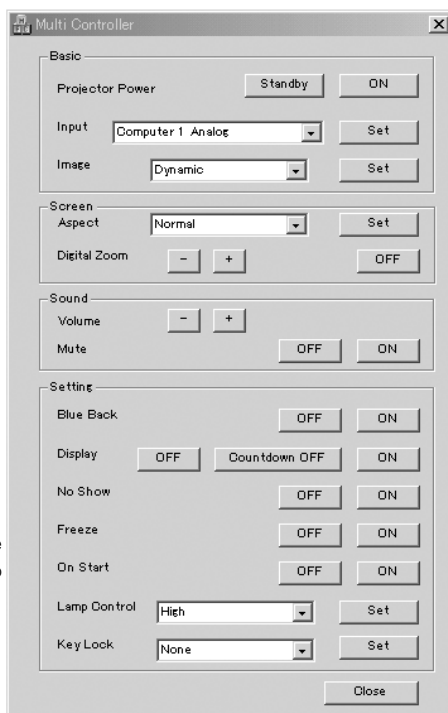 Multi Controller
Basic
Projector Power Standby ON
Input Computer 1 Analog Set
Image Dynamic Set
Screen
Aspect Normal Set
Digital Zoom - + OFF
Sound
Volume - +
Mute OFF ON
Setting
Blue Back OFF ON
Display OFF Countdown OFF ON
No Show OFF ON
Freeze OFF ON
On Start OFF ON
Lamp Control High Set
Key Lock None Set
Close